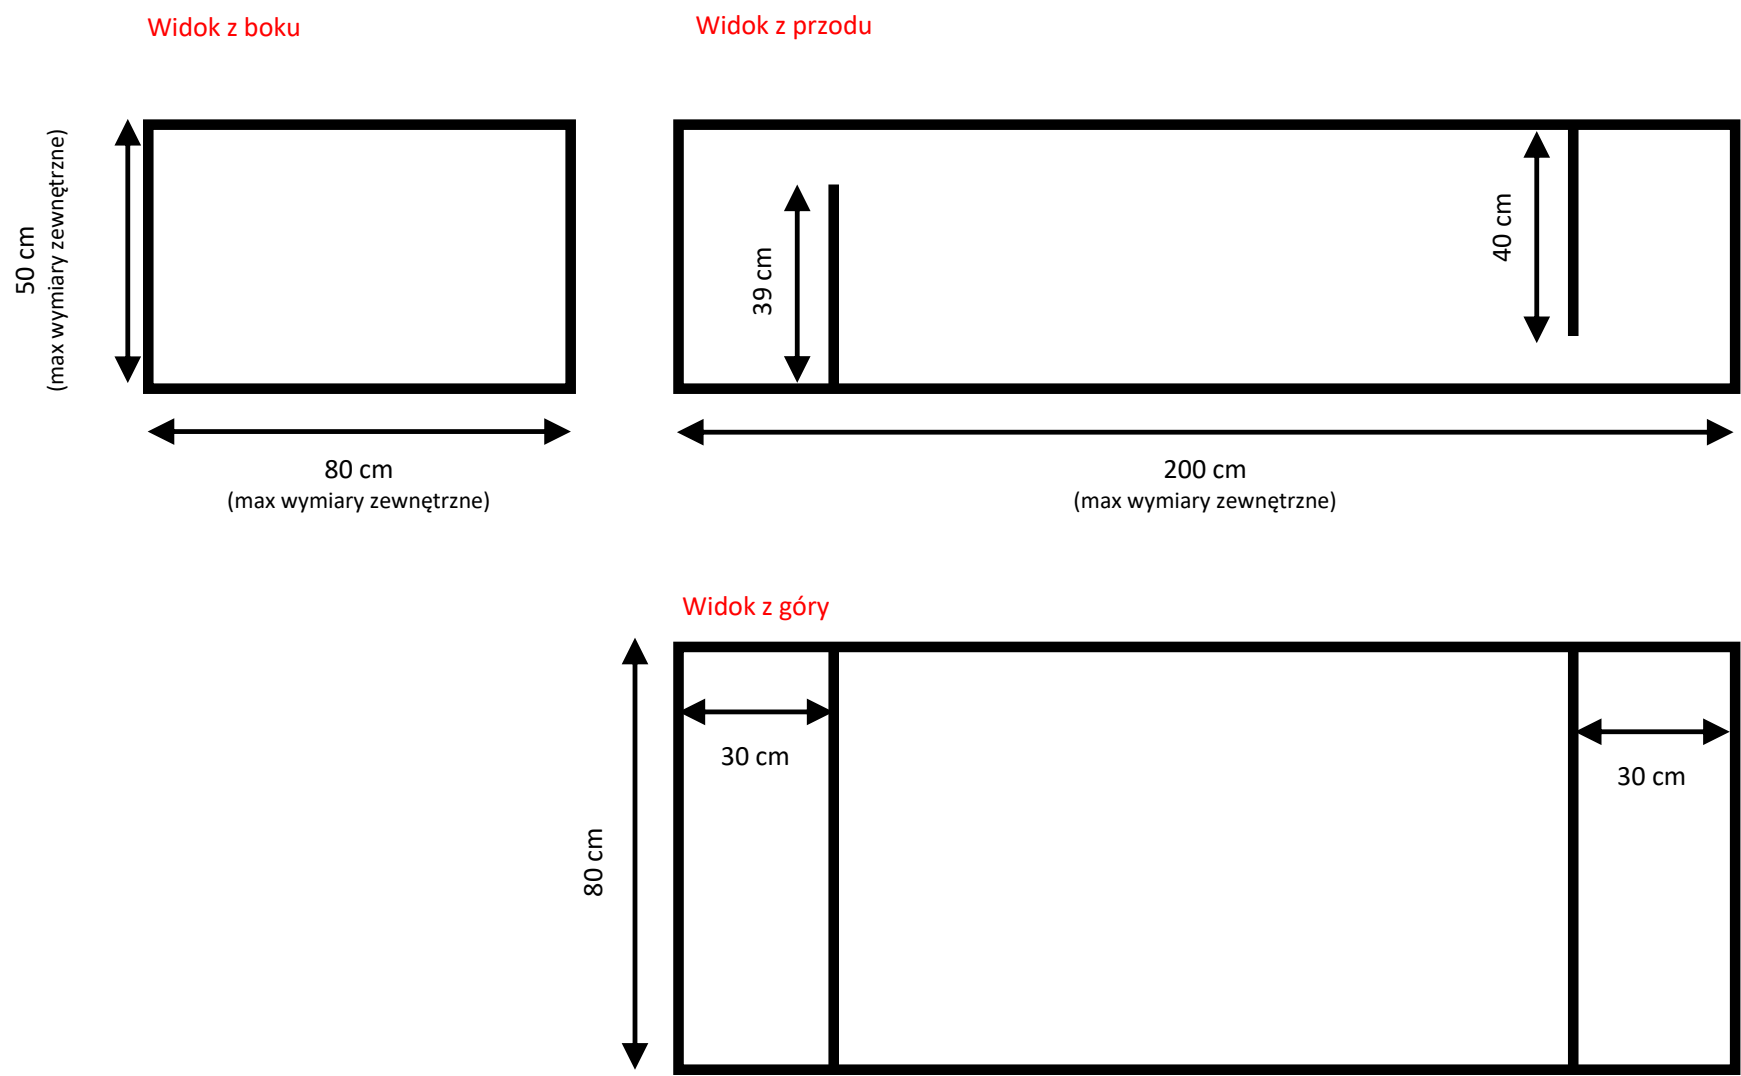 Widok z boku
Widok z przodu
50 cm
(max wymiary zewnętrzne)
39 cm
40 cm
80 cm
(max wymiary zewnętrzne)
200 cm
(max wymiary zewnętrzne)
Widok z góry
30 cm
30 cm
80 cm